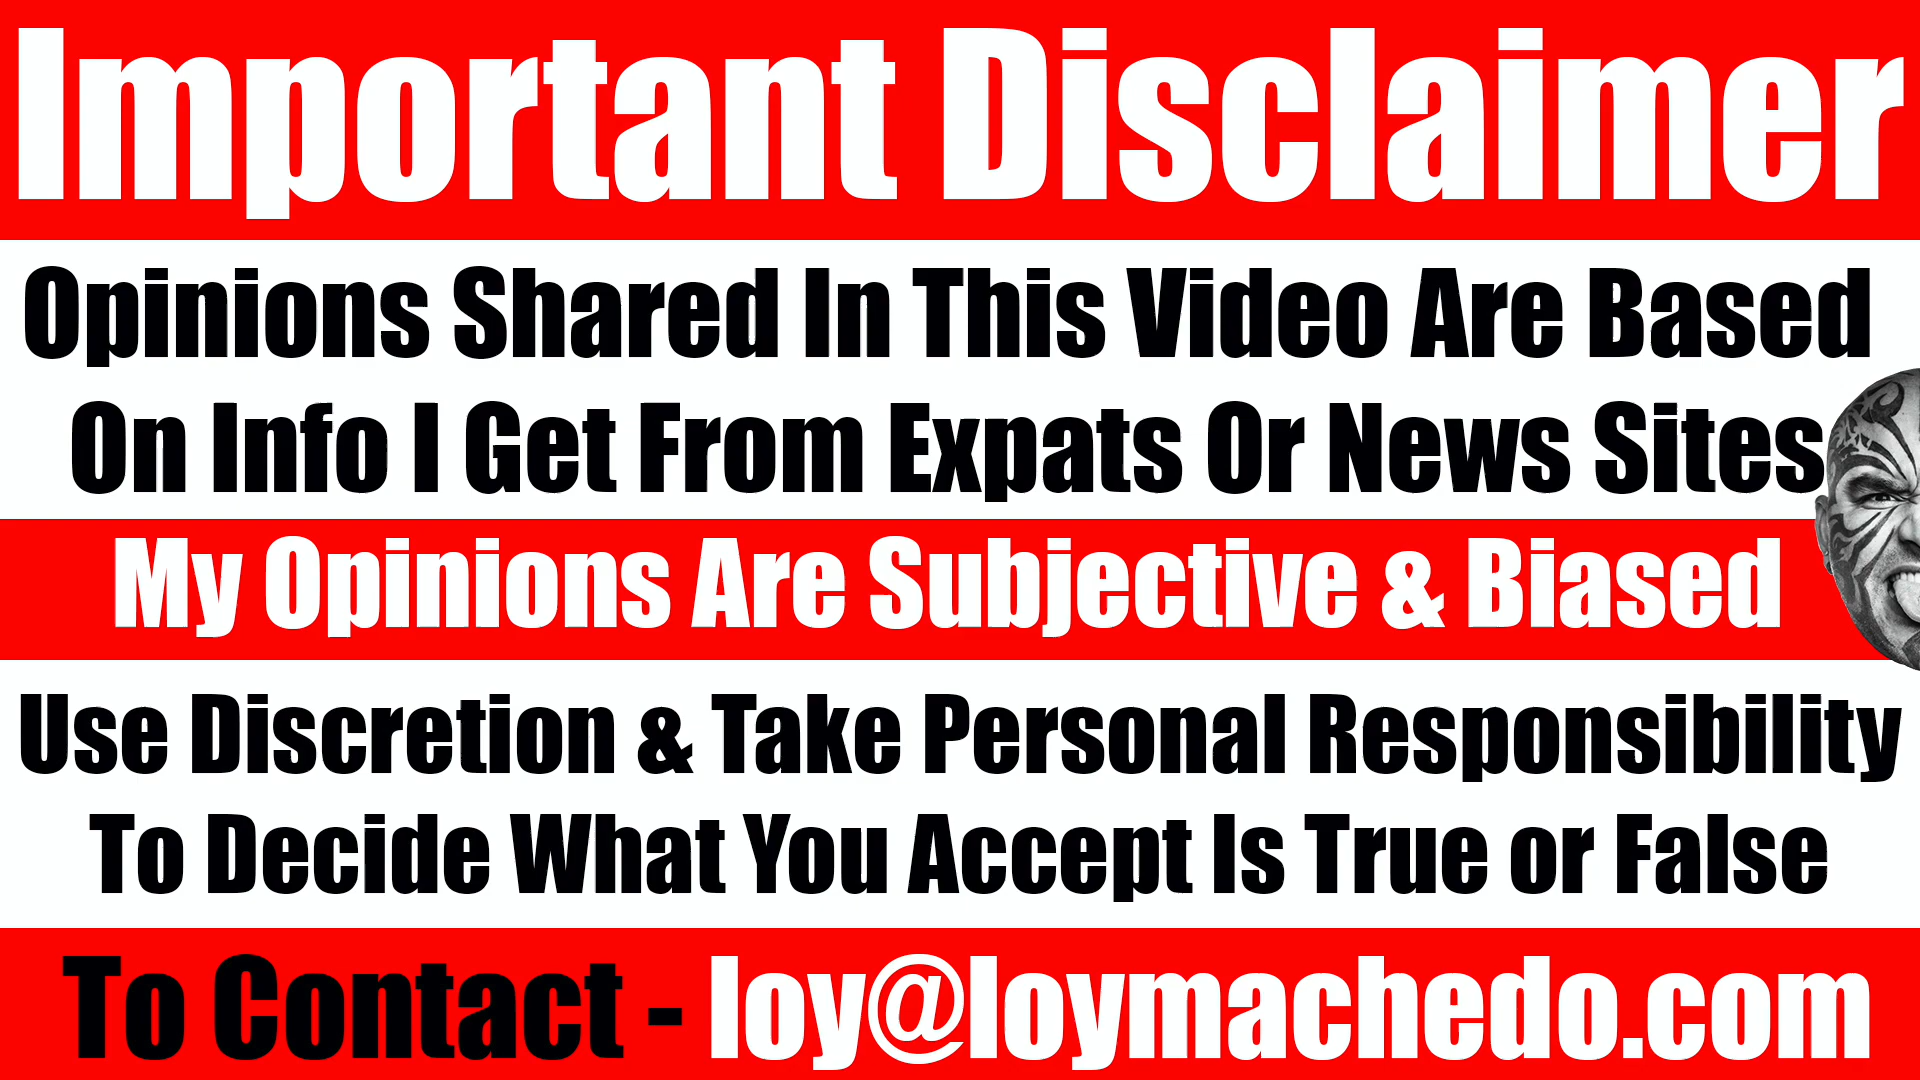 Important Disclaimer
Opinions Shared In This Video Are Based
On Info I Get From Expats Or News Sites
My Opinions Are Subjective & Biased
Use Discretion & Take Personal Responsibility
To Decide What You Accept Is True or False
To Contact - loy@loymachedo.com